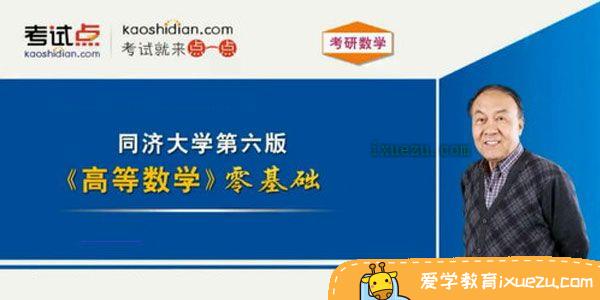 考试点
kaoshidian.com
kaoshidian.com
考试就来点一点
考研数学
同济大学第六版
《高等数学》零基础
ixuezu.com
爱学教育ixuezu.com